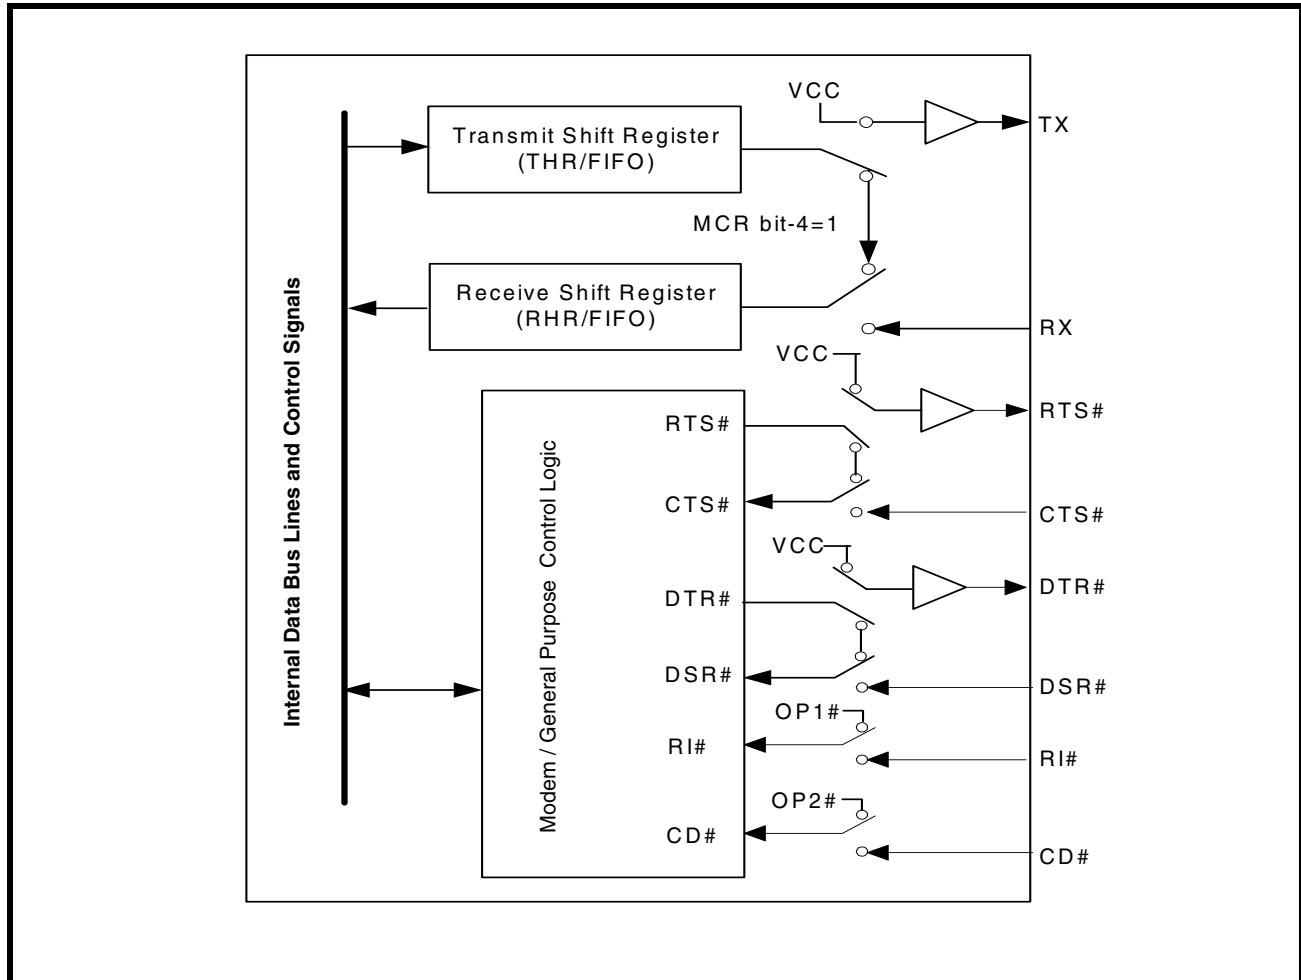 VCC
TX
Transmit Shift Register
(THR/FIFO)
MCR bit-4=1
Receive Shift Register
(RHR/FIFO)
RX
Internal Data Bus Lines and Control Signals
VCC
RTS#
RTS#
CTS#
CTS#
VCC
Modem / General Purpose Control Logic
DTR#
DTR#
DSR#
DSR#
OP1#
RI#
RI#
OP2#
CD#
CD#